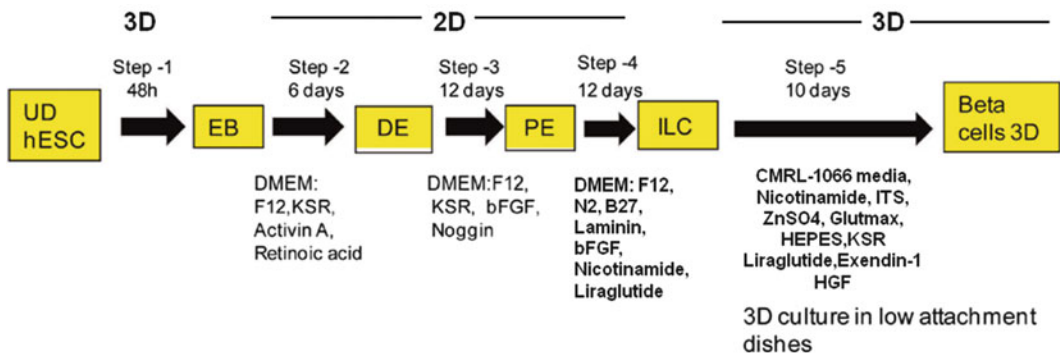 3D
2D
3D
Step -1
48h
Step -2
6 days
Step -3
12 days
Step -4
12 days
Step -5
10 days
UD
hESC
EB
DE
PE
ILC
Beta
cells 3D
DMEM:
F12,KSR,
Activin A,
Retinoic acid
DMEM:F12,
KSR, bFGF,
Noggin
DMEM: F12,
N2, B27,
Laminin,
bFGF,
Nicotinamide,
Liraglutide
CMRL-1066 media,
Nicotinamide, ITS,
ZnSO4, Glutmax,
HEPES,KSR
Liraglutide,Exendin-1
HGF
3D culture in low attachment
dishes